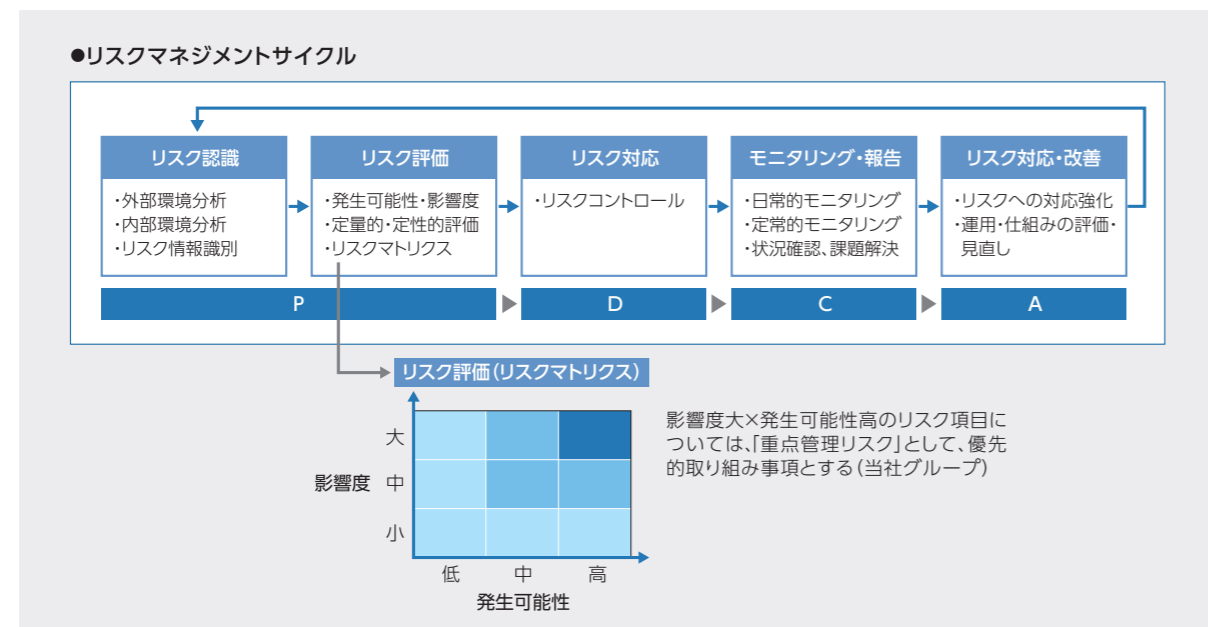 ●リスクマネジメントサイクル
リスク認識
・外部環境分析
・内部環境分析
・リスク情報識別
リスク評価
・発生可能性・影響度
・定量的・定性的評価
・リスクマトリクス
リスク対応
・リスクコントロール
モニタリング・報告
・日常的モニタリング
・定常的モニタリング
・状況確認、課題解決
リスク対応・改善
・リスクへの対応強化
・運用・仕組みの評価・
見直し
P
D
C
A
リスク評価(リスクマトリクス)
大
影響度 中
小
低 中 高
発生可能性
影響度大×発生可能性高のリスク項目に
ついては、「重点管理リスク」として、優先
的取り組み事項とする(当社グループ)